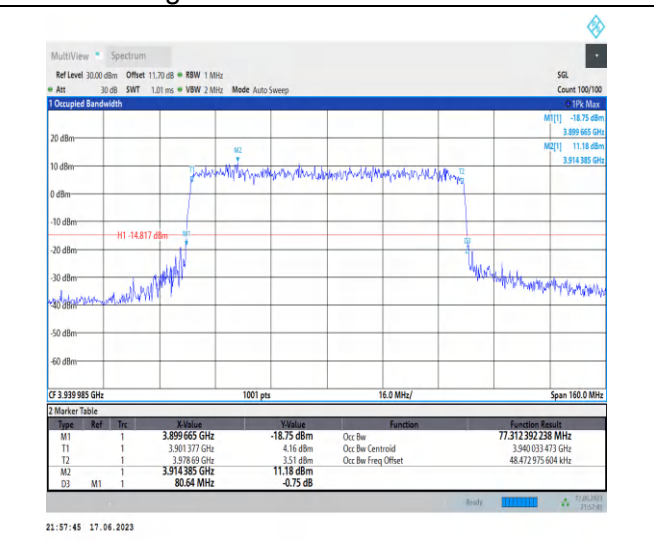 MultiView Spectrum
Ref Level 30.00 dBm Offset 11.70 dB RBW 1 MHz SGL
Att 30 dB SWT 1.01 ms VBW 2 MHz Mode Auto Sweep Count 100/100
1 Occupied Bandwidth 1Pk Max
M1[1] -18.75 dBm
3.899 665 GHz
M2[1] 11.18 dBm
3.914 385 GHz
20 dBm
M2
T1
T2
10 dBm
0 dBm
-10 dBm
H1 -14.817 dBm
M1
D3
-20 dBm
-30 dBm
-40 dBm
-50 dBm
-60 dBm
CF 3.939 985 GHz 1001 pts 16.0 MHz/ Span 160.0 MHz
2 Marker Table
Type Ref Trc X-Value Y-Value Function Function Result
M1 1 3.899 665 GHz -18.75 dBm Occ Bw 77.312 392 238 MHz
T1 1 3.901 377 GHz 4.16 dBm Occ Bw Centroid 3.940 033 473 GHz
T2 1 3.978 69 GHz 3.51 dBm Occ Bw Freq Offset 48.472 975 604 kHz
M2 1 3.914 385 GHz 11.18 dBm
D3 M1 1 80.64 MHz -0.75 dB
Ready 17.06.2023
21:57:45
21:57:45 17.06.2023